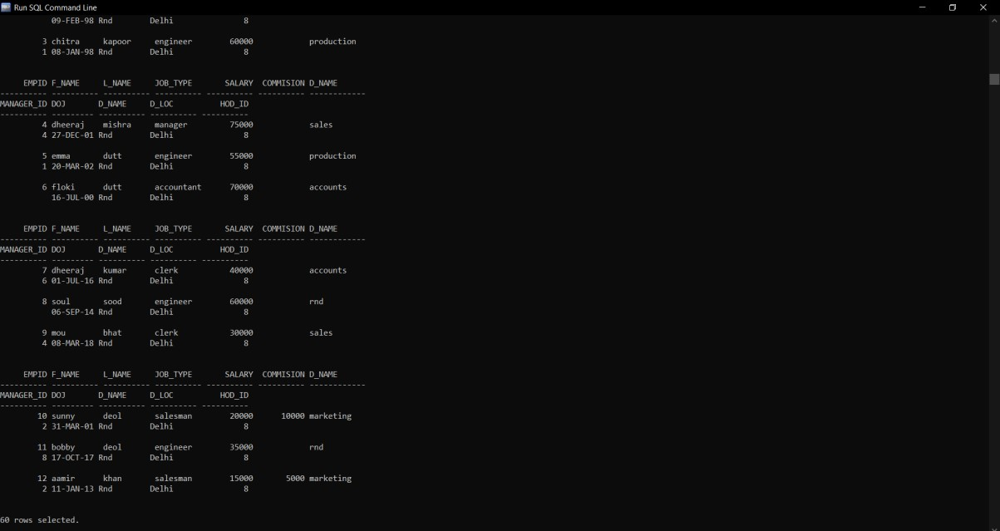 Run SQL Command Line
09-FEB-98 Rnd Delhi 8
3 chitra kapoor engineer 60000 production
1 08-JAN-98 Rnd Delhi 8
EMPID F_NAME L_NAME JOB_TYPE SALARY COMMISION D_NAME
---------- ---------- ---------- ---------- ---------- ---------- ------------
MANAGER_ID DOJ D_NAME D_LOC HOD_ID
---------- --------- ---------- ---------- ----------
4 dheeraj mishra manager 75000 sales
4 27-DEC-01 Rnd Delhi 8
5 emma dutt engineer 55000 production
1 20-MAR-02 Rnd Delhi 8
6 floki dutt accountant 70000 accounts
16-JUL-00 Rnd Delhi 8
EMPID F_NAME L_NAME JOB_TYPE SALARY COMMISION D_NAME
---------- ---------- ---------- ---------- ---------- ---------- ------------
MANAGER_ID DOJ D_NAME D_LOC HOD_ID
---------- --------- ---------- ---------- ----------
7 dheeraj kumar clerk 40000 accounts
6 01-JUL-16 Rnd Delhi 8
8 soul sood engineer 60000 rnd
06-SEP-14 Rnd Delhi 8
9 mou bhat clerk 30000 sales
4 08-MAR-18 Rnd Delhi 8
EMPID F_NAME L_NAME JOB_TYPE SALARY COMMISION D_NAME
---------- ---------- ---------- ---------- ---------- ---------- ------------
MANAGER_ID DOJ D_NAME D_LOC HOD_ID
---------- --------- ---------- ---------- ----------
10 sunny deol salesman 20000 10000 marketing
2 31-MAR-01 Rnd Delhi 8
11 bobby deol engineer 35000 rnd
8 17-OCT-17 Rnd Delhi 8
12 aamir khan salesman 15000 5000 marketing
2 11-JAN-13 Rnd Delhi 8
60 rows selected.